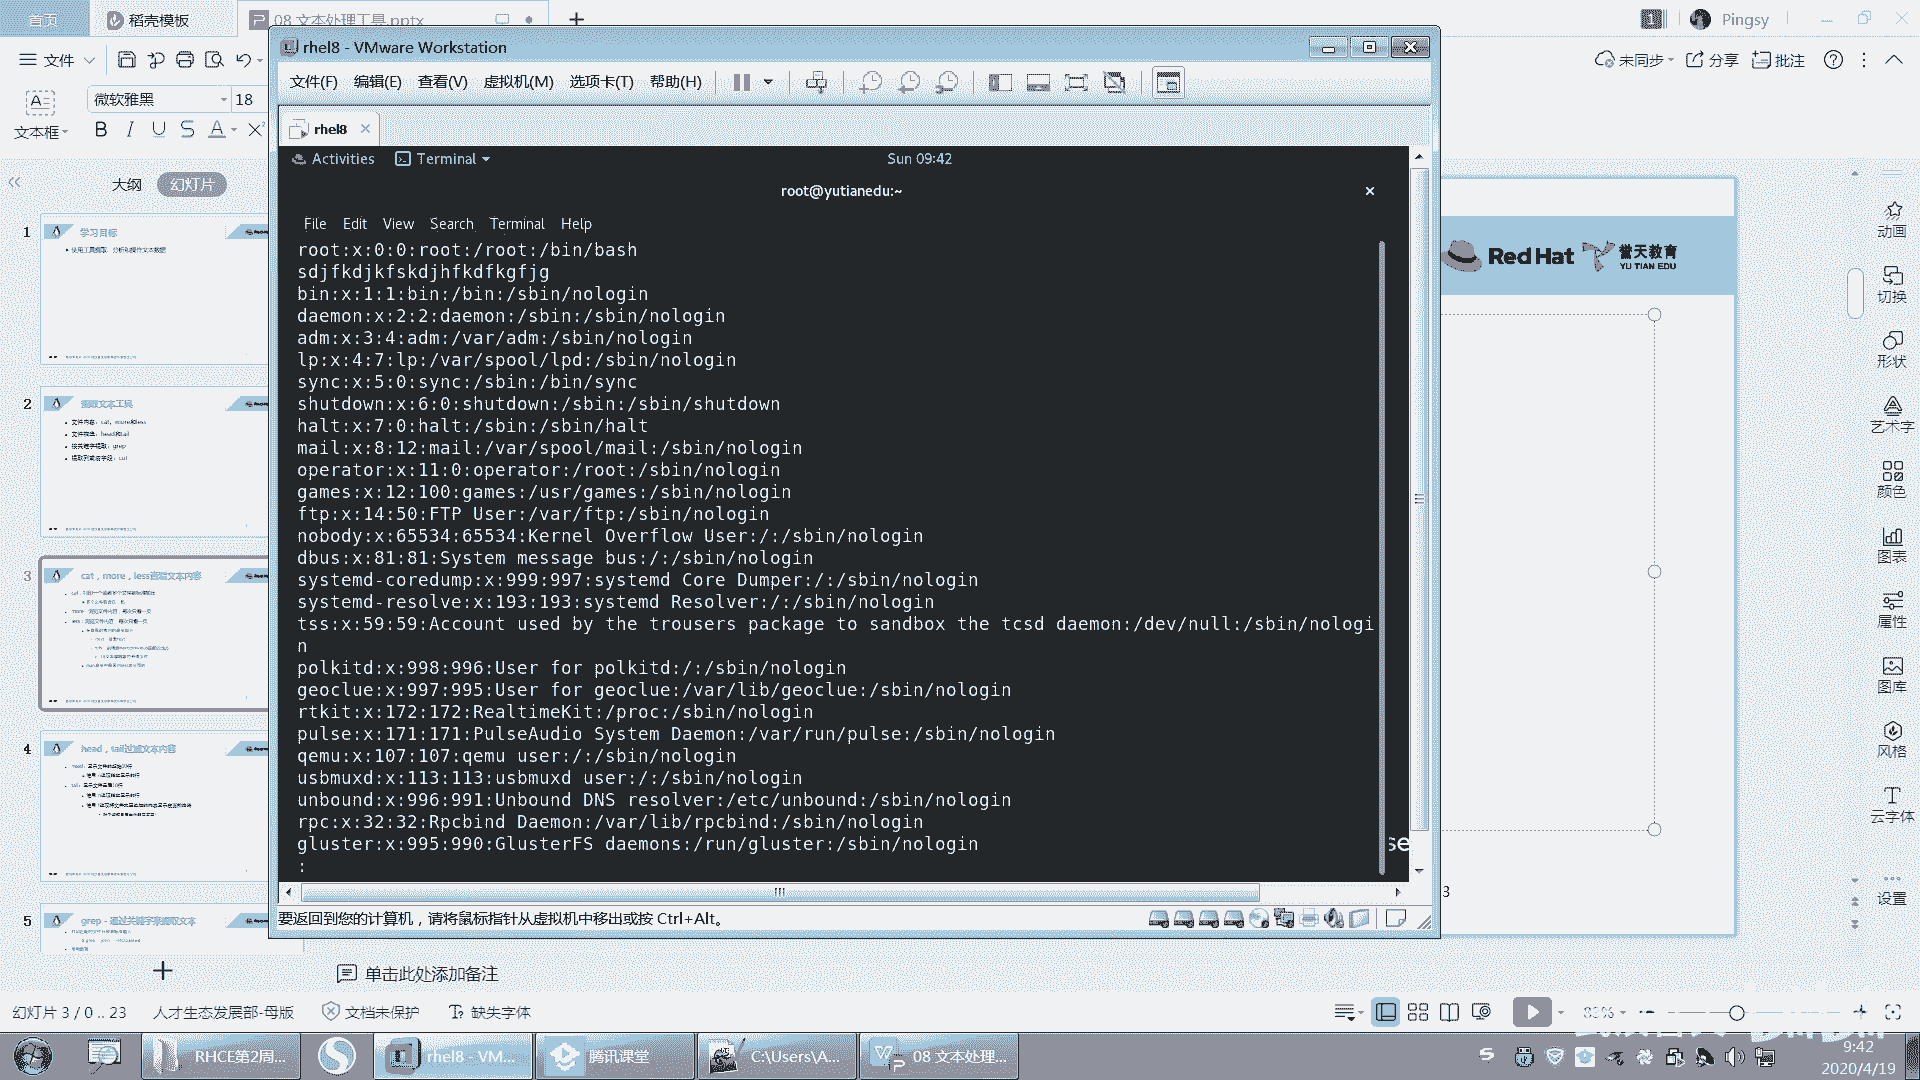 首页
稻壳模板
08 文本处理工具.pptx
Pingsy
文件
未同步
分享
批注
微软雅黑
18
文本框
大纲
幻灯片
1
学习目标
2
3
cat，more，less查看文本内容
4
head，tail过滤文本内容
5
grep - 通过关键字来提取文本
rhel8 - VMware Workstation
文件(F)
编辑(E)
查看(V)
虚拟机(M)
选项卡(T)
帮助(H)
rhel8
Activities
Terminal
Sun 09:42
root@yutianedu:~
File Edit View Search Terminal Help
root:x:0:0:root:/root:/bin/bash
sdjfkdjkfskdjhfkdfkgfjg
bin:x:1:1:bin:/bin:/sbin/nologin
daemon:x:2:2:daemon:/sbin:/sbin/nologin
adm:x:3:4:adm:/var/adm:/sbin/nologin
lp:x:4:7:lp:/var/spool/lpd:/sbin/nologin
sync:x:5:0:sync:/sbin:/bin/sync
shutdown:x:6:0:shutdown:/sbin:/sbin/shutdown
halt:x:7:0:halt:/sbin:/sbin/halt
mail:x:8:12:mail:/var/spool/mail:/sbin/nologin
operator:x:11:0:operator:/root:/sbin/nologin
games:x:12:100:games:/usr/games:/sbin/nologin
ftp:x:14:50:FTP User:/var/ftp:/sbin/nologin
nobody:x:65534:65534:Kernel Overflow User:/:/sbin/nologin
dbus:x:81:81:System message bus:/:/sbin/nologin
systemd-coredump:x:999:997:systemd Core Dumper:/:/sbin/nologin
systemd-resolve:x:193:193:systemd Resolver:/:/sbin/nologin
tss:x:59:59:Account used by the trousers package to sandbox the tcsd daemon:/dev/null:/sbin/nologi
n
polkitd:x:998:996:User for polkitd:/:/sbin/nologin
geoclue:x:997:995:User for geoclue:/var/lib/geoclue:/sbin/nologin
rtkit:x:172:172:RealtimeKit:/proc:/sbin/nologin
pulse:x:171:171:PulseAudio System Daemon:/var/run/pulse:/sbin/nologin
qemu:x:107:107:qemu user:/:/sbin/nologin
usbmuxd:x:113:113:usbmuxd user:/:/sbin/nologin
unbound:x:996:991:Unbound DNS resolver:/etc/unbound:/sbin/nologin
rpc:x:32:32:Rpcbind Daemon:/var/lib/rpcbind:/sbin/nologin
gluster:x:995:990:GlusterFS daemons:/run/gluster:/sbin/nologin
:
要返回到您的计算机，请将鼠标指针从虚拟机中移出或按 Ctrl+Alt。
Red Hat
誉天教育
YU TIAN EDU
3
动画
切换
形状
艺术字
颜色
图表
属性
图库
风格
云字体
设置
单击此处添加备注
幻灯片 3 / 0 .. 23
人才生态发展部-母版
文档未保护
缺失字体
RHCE第2周...
rhel8 - VM...
腾讯课堂
C:\Users\A...
08 文本处理...
9:42
2020/4/19